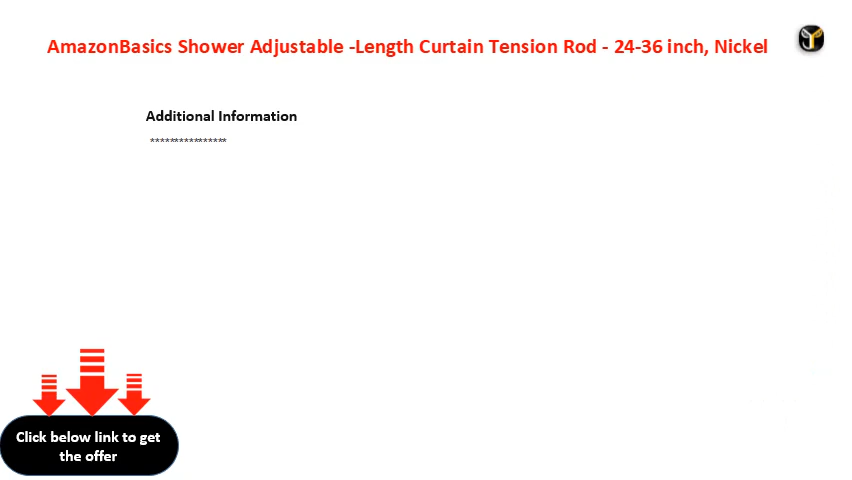 AmazonBasics Shower Adjustable -Length Curtain Tension Rod - 24-36 inch, Nickel
Additional Information
****************
Click below link to get
the offer